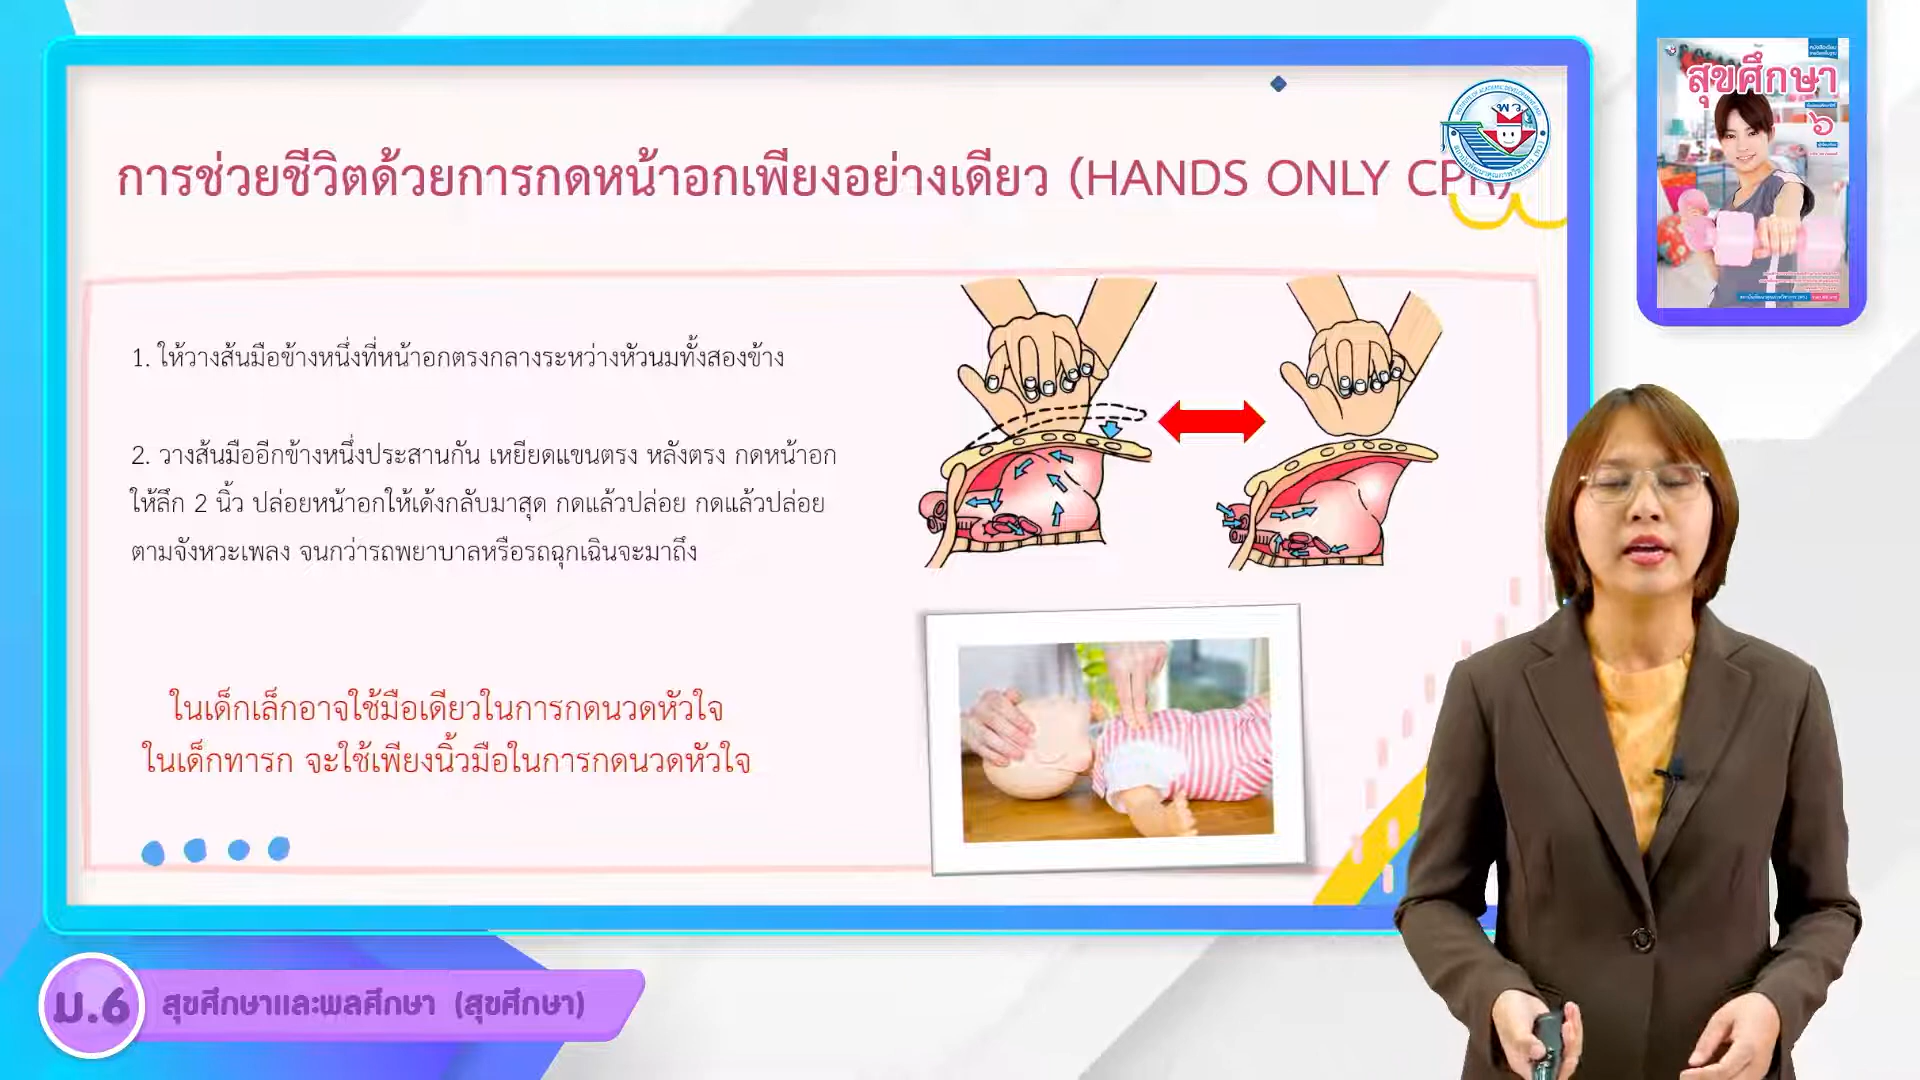 การช่วยชีวิตด้วยการกดหน้าอกเพียงอย่างเดียว (HANDS ONLY CPR)
1. ให้วางส้นมือข้างหนึ่งที่หน้าอกตรงกลางระหว่างหัวนมทั้งสองข้าง
2. วางส้นมืออีกข้างหนึ่งประสานกัน เหยียดแขนตรง หลังตรง กดหน้าอก
ให้ลึก 2 นิ้ว ปล่อยหน้าอกให้เด้งกลับมาสุด กดแล้วปล่อย กดแล้วปล่อย
ตามจังหวะเพลง จนกว่ารถพยาบาลหรือรถฉุกเฉินจะมาถึง
ในเด็กเล็กอาจใช้มือเดียวในการกดนวดหัวใจ
ในเด็กทารก จะใช้เพียงนิ้วมือในการกดนวดหัวใจ
พว
สุขศึกษา
๖
ม.6 สุขศึกษาและพลศึกษา (สุขศึกษา)